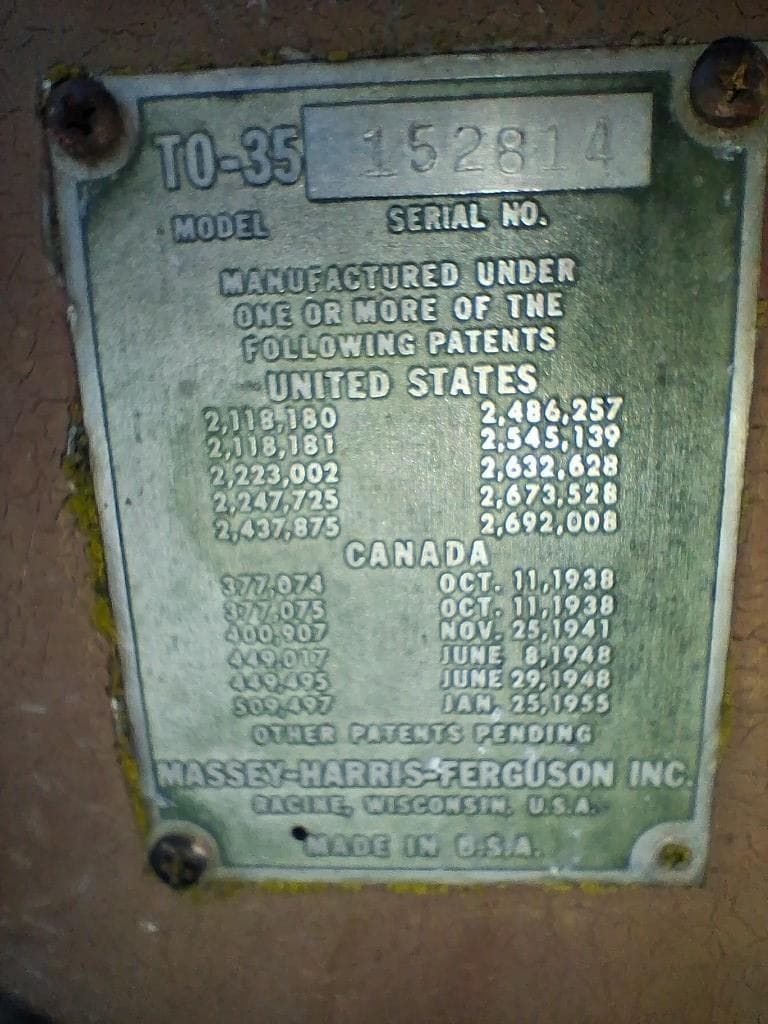 TO-35 152814
MODEL SERIAL NO.
MANUFACTURED UNDER
ONE OR MORE OF THE
FOLLOWING PATENTS
UNITED STATES
2,118,180 2,486,257
2,118,181 2,545,139
2,223,002 2,632,628
2,247,725 2,673,528
2,437,875 2,692,008
CANADA
377,074 OCT. 11,1938
377,075 OCT. 11,1938
400,907 NOV. 25,1941
449,017 JUNE 8,1948
449,495 JUNE 29,1948
509,497 JAN. 25,1955
OTHER PATENTS PENDING
MASSEY-HARRIS-FERGUSON INC.
RACINE, WISCONSIN, U.S.A.
MADE IN U.S.A.